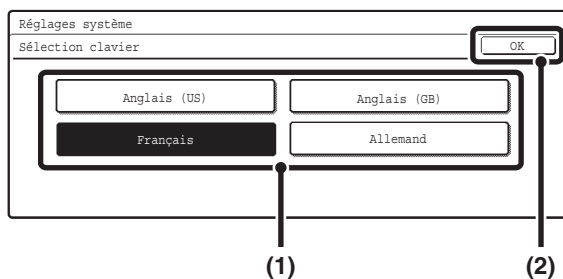 Réglages système
Sélection clavier OK
Anglais (US) Anglais (GB)
Français Allemand
(1) (2)